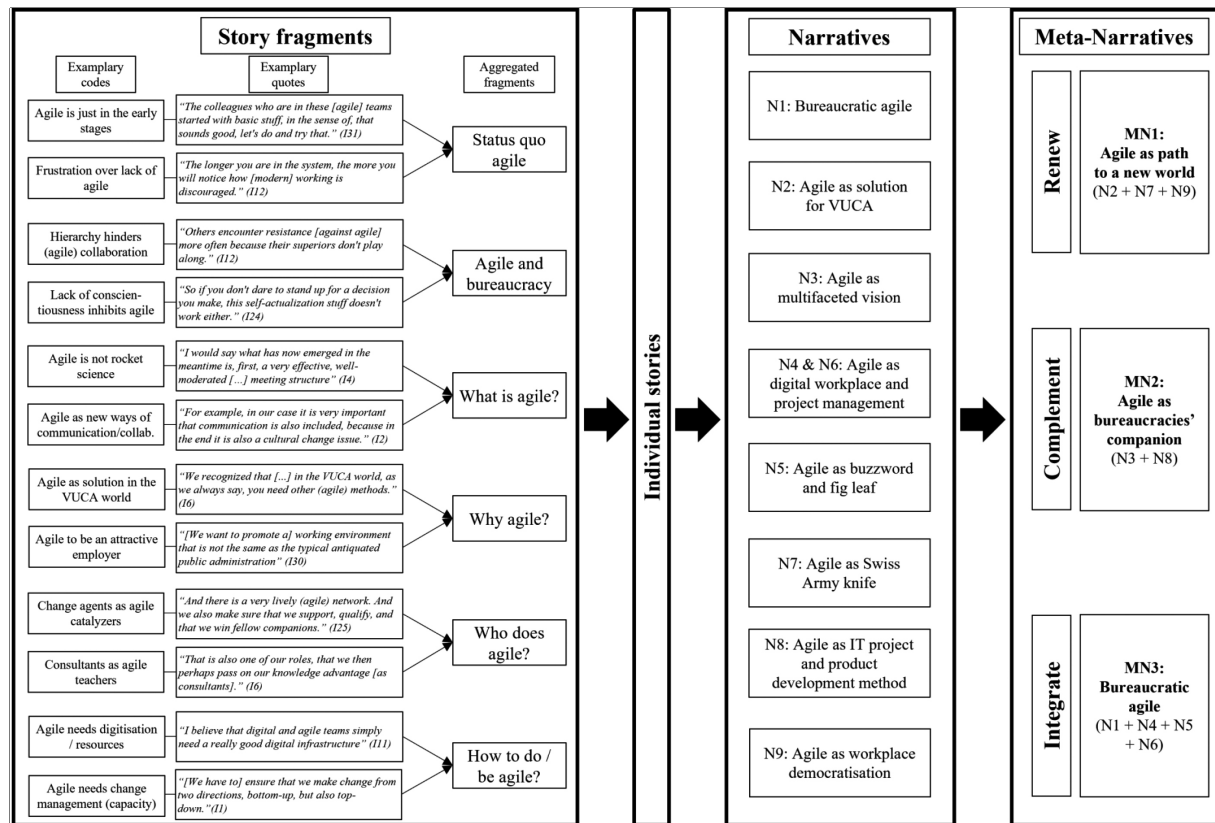 Story fragments
Examplary
codes
Examplary
quotes
Aggregated
fragments
Agile is just in the early
stages
“The colleagues who are in these [agile] teams
started with basic stuff, in the sense of, that
sounds good, let's do and try that.” (I31)
Status quo
agile
Frustration over lack of
agile
“The longer you are in the system, the more you
will notice how [modern] working is
discouraged.” (I12)
Hierarchy hinders
(agile) collaboration
“Others encounter resistance [against agile]
more often because their superiors don't play
along.” (I12)
Agile and
bureaucracy
Lack of conscien-
tiousness inhibits agile
“So if you don't dare to stand up for a decision
you make, this self-actualization stuff doesn't
work either.” (I24)
Agile is not rocket
science
“I would say what has now emerged in the
meantime is, first, a very effective, well-
moderated [...] meeting structure” (I4)
What is agile?
Agile as new ways of
communication/collab.
“For example, in our case it is very important
that communication is also included, because in
the end it is also a cultural change issue.” (I2)
Agile as solution in the
VUCA world
“We recognized that [...] in the VUCA world, as
we always say, you need other (agile) methods.”
(I6)
Why agile?
Agile to be an attractive
employer
“[We want to promote a] working environment
that is not the same as the typical antiquated
public administration” (I30)
Change agents as agile
catalyzers
“And there is a very lively (agile) network. And
we also make sure that we support, qualify, and
that we win fellow companions.” (I25)
Who does
agile?
Consultants as agile
teachers
“That is also one of our roles, that we then
perhaps pass on our knowledge advantage [as
consultants].” (I6)
Agile needs digitisation
/ resources
“I believe that digital and agile teams simply
need a really good digital infrastructure” (I11)
How to do /
be agile?
Agile needs change
management (capacity)
“[We have to] ensure that we make change from
two directions, bottom-up, but also top-
down.”(I1)
Individual stories
Narratives
N1: Bureaucratic agile
N2: Agile as solution
for VUCA
N3: Agile as
multifaceted vision
N4 & N6: Agile as
digital workplace and
project management
N5: Agile as buzzword
and fig leaf
N7: Agile as Swiss
Army knife
N8: Agile as IT project
and product
development method
N9: Agile as workplace
democratisation
Meta-Narratives
Renew
MN1:
Agile as path
to a new world
(N2 + N7 + N9)
Complement
MN2:
Agile as
bureaucracies’
companion
(N3 + N8)
Integrate
MN3:
Bureaucratic
agile
(N1 + N4 + N5
+ N6)